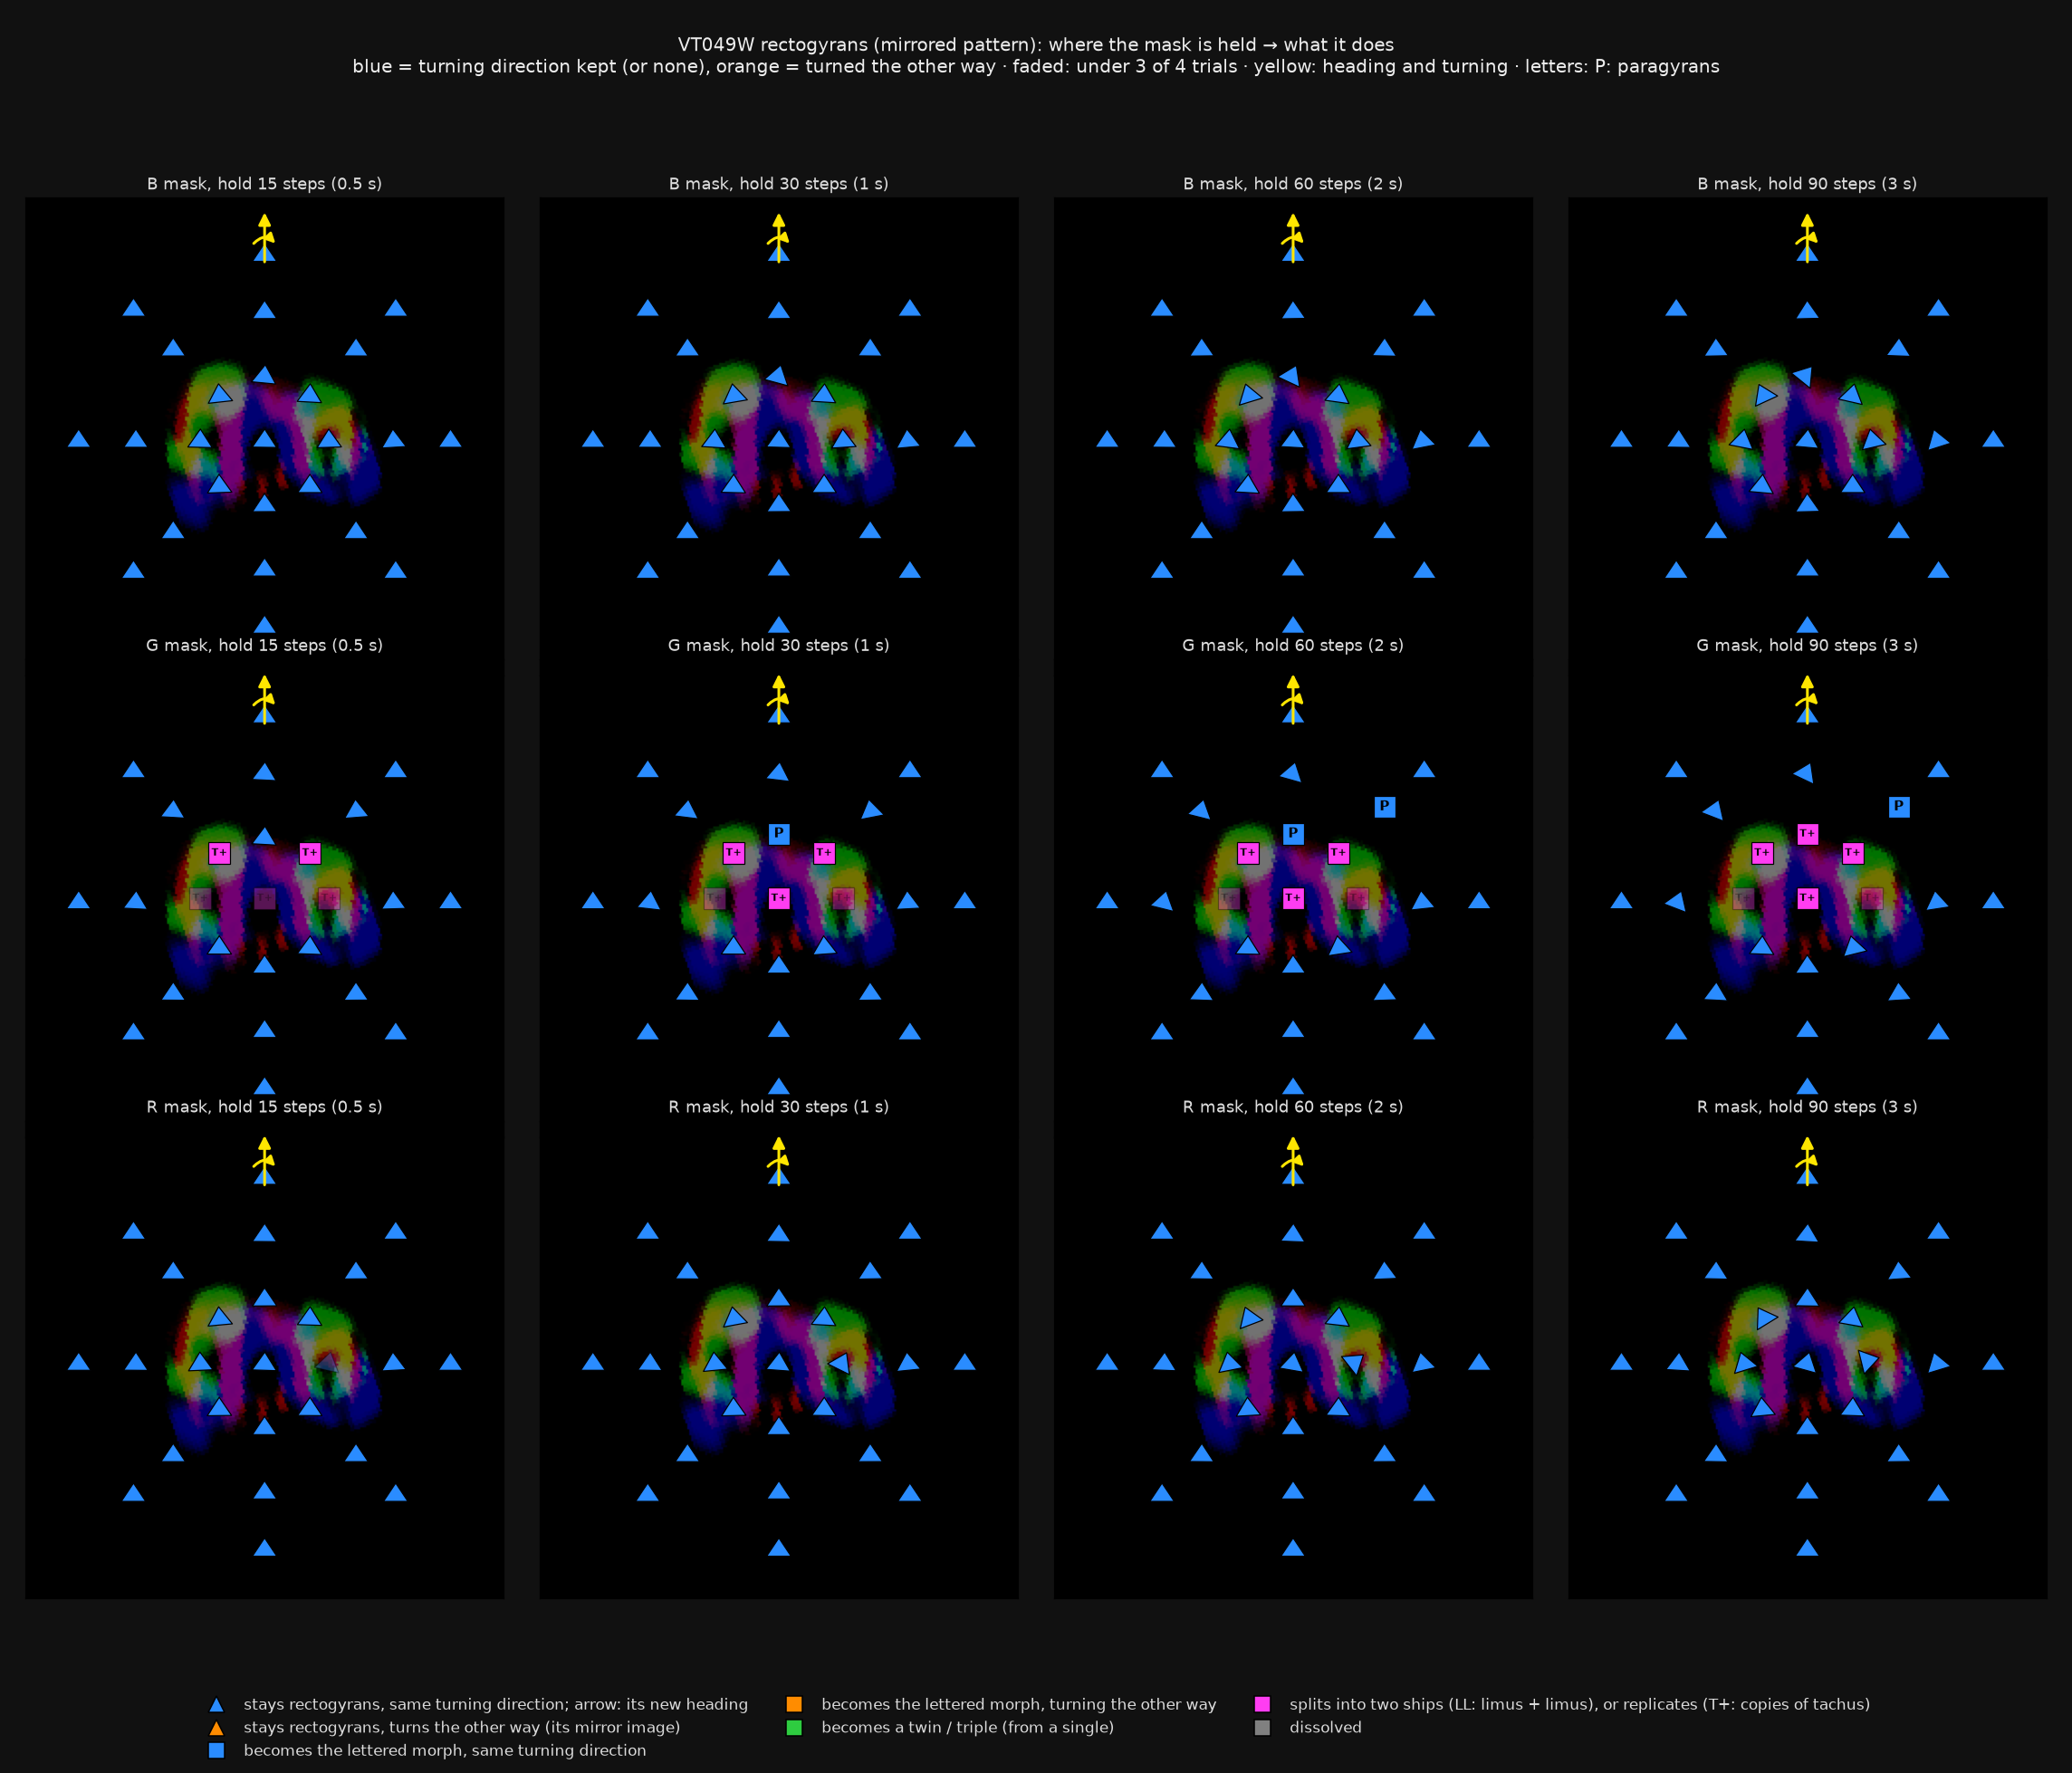 VT049W rectogyrans (mirrored pattern): where the mask is held → what it does
blue = turning direction kept (or none), orange = turned the other way · faded: under 3 of 4 trials · yellow: heading and turning · letters: P: paragyrans
B mask, hold 15 steps (0.5 s)
B mask, hold 30 steps (1 s)
B mask, hold 60 steps (2 s)
B mask, hold 90 steps (3 s)
G mask, hold 15 steps (0.5 s)
G mask, hold 30 steps (1 s)
G mask, hold 60 steps (2 s)
G mask, hold 90 steps (3 s)
T+ T+
T+ T+ T+
P
T+ T+
T+ T+ T+
P
P
T+ T+
T+ T+ T+
P
T+
T+ T+
T+ T+ T+
R mask, hold 15 steps (0.5 s)
R mask, hold 30 steps (1 s)
R mask, hold 60 steps (2 s)
R mask, hold 90 steps (3 s)
stays rectogyrans, same turning direction; arrow: its new heading
stays rectogyrans, turns the other way (its mirror image)
becomes the lettered morph, same turning direction
becomes the lettered morph, turning the other way
becomes a twin / triple (from a single)
splits into two ships (LL: limus + limus), or replicates (T+: copies of tachus)
dissolved